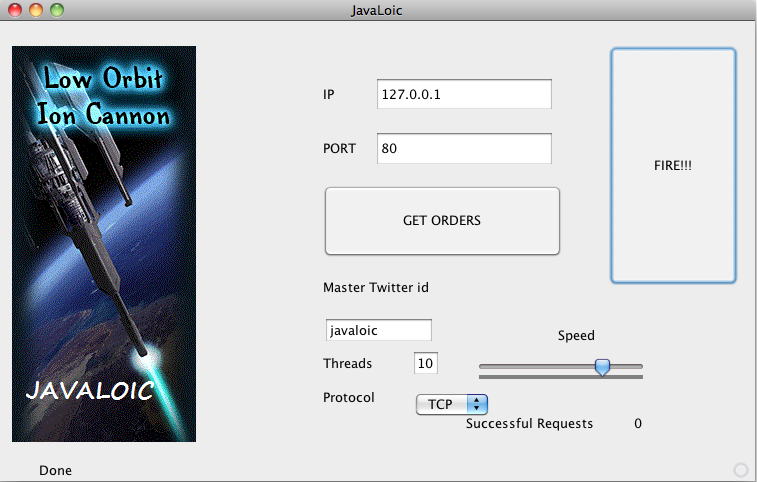 JavaLoic
Low Orbit
Ion Cannon
JAVALOIC
IP
127.0.0.1
PORT
80
GET ORDERS
FIRE!!!
Master Twitter id
javaloic
Speed
Threads
10
Protocol
TCP
Successful Requests 0
Done